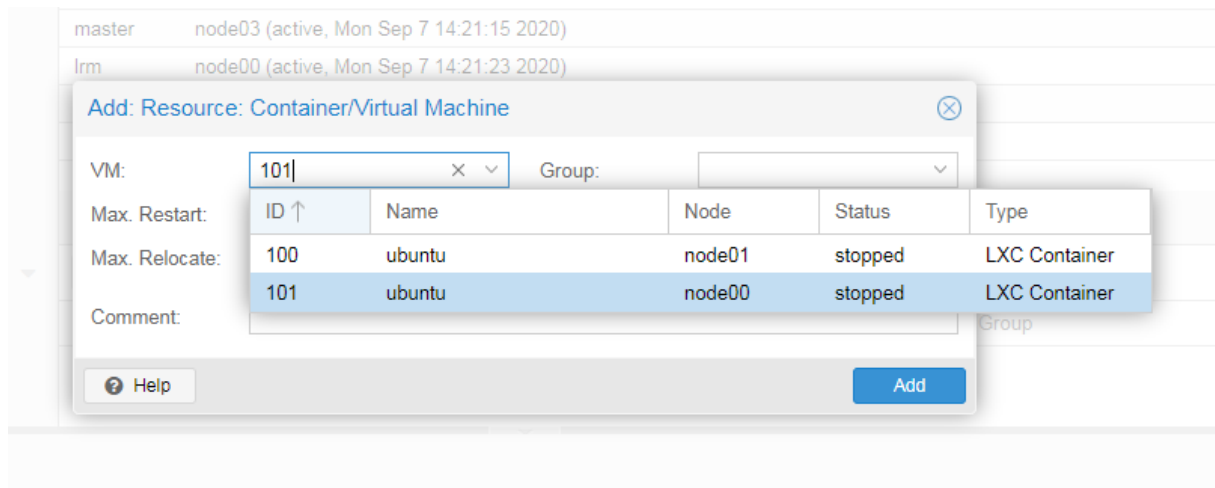 master node03 (active, Mon Sep 7 14:21:15 2020)
lrm node00 (active, Mon Sep 7 14:21:23 2020)
Add: Resource: Container/Virtual Machine
VM: 101 Group:
Max. Restart: ID Name Node Status Type
Max. Relocate: 100 ubuntu node01 stopped LXC Container
101 ubuntu node00 stopped LXC Container
Comment: Group
Help Add